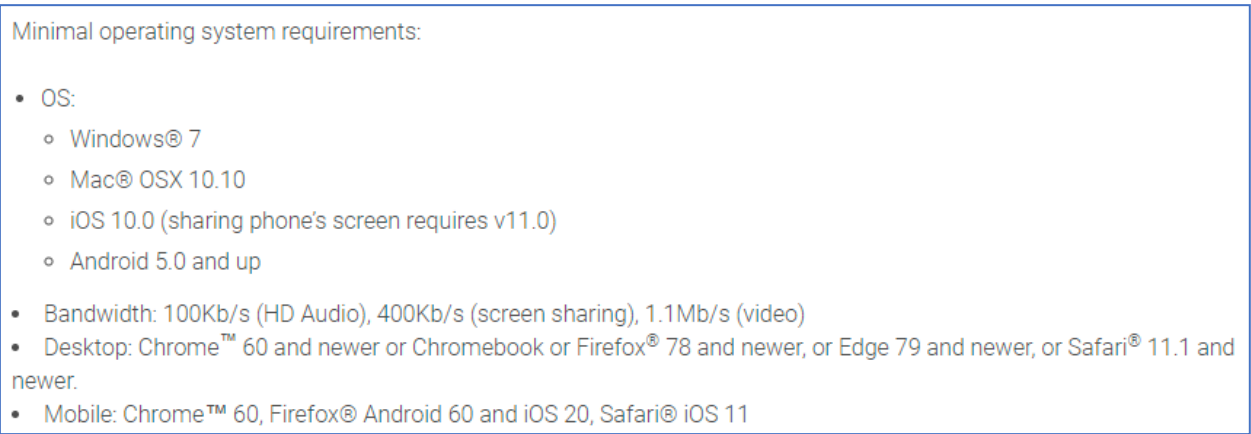 Minimal operating system requirements:
• OS:
◦ Windows® 7
◦ Mac® OSX 10.10
◦ iOS 10.0 (sharing phone's screen requires v11.0)
◦ Android 5.0 and up
• Bandwidth: 100Kb/s (HD Audio), 400Kb/s (screen sharing), 1.1Mb/s (video)
• Desktop: Chrome™ 60 and newer or Chromebook or Firefox® 78 and newer, or Edge 79 and newer, or Safari® 11.1 and
newer.
• Mobile: Chrome™ 60, Firefox® Android 60 and iOS 20, Safari® iOS 11